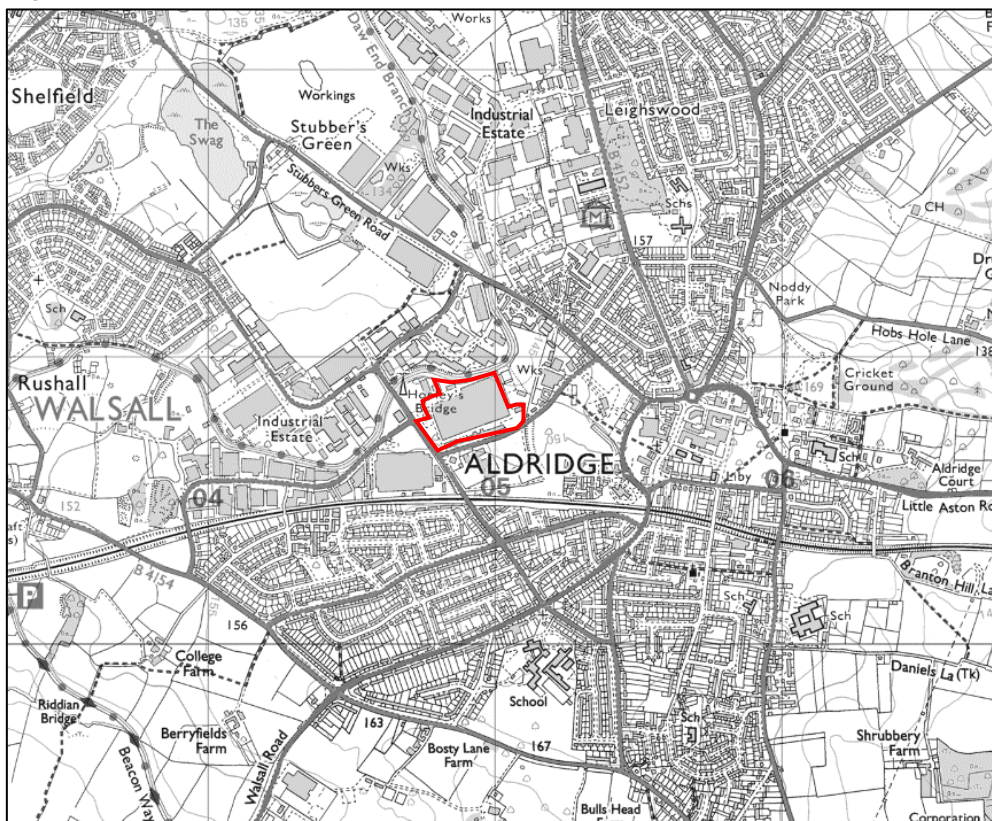 135
Works
Shelfield
Workings
Daw End Branch
The
Swag
Stubber's
Green
Industrial
Estate
Leighswood
B 4152
Wks
134
Stubbers Green Road
Schs
CH
M
157
Noddy
Park
Hobs Hole Lane
138
Sch
Rushall
WALSALL
Bridge
Wks
145
169
Cricket
Ground
Industrial
Estate
150
ALDRIDGE
04
05
06
Liby
Sch
Aldridge
Court
Little Aston Ro
152
B 4154
155
156
Branton Hill La
P
College
Farm
Sch
Sch
Daniels La (Tk)
Riddian
Bridge
School
Berryfields
Farm
163
Sch
Walsall Road
Beacon Way
Bosty Lane
Farm
167
Shrubbery
Farm
Bulls Head
Corporation